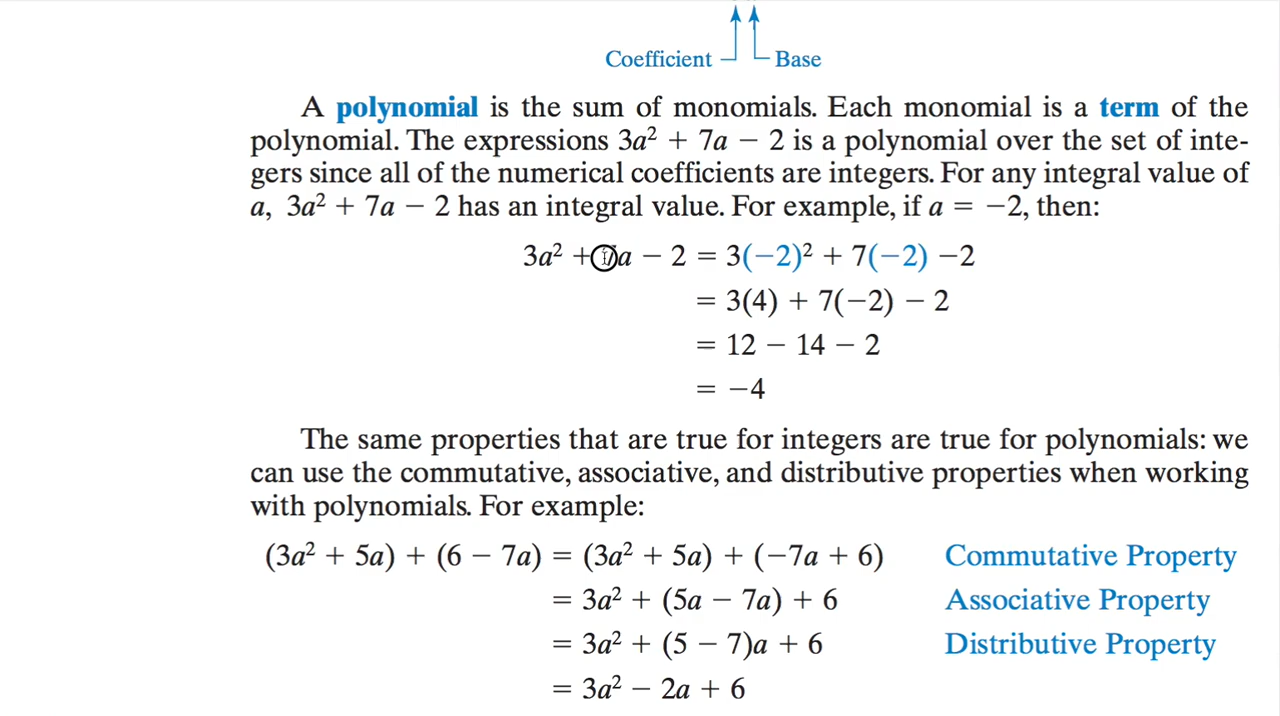 Coefficient Base
A polynomial is the sum of monomials. Each monomial is a term of the
polynomial. The expressions 3a² + 7a − 2 is a polynomial over the set of inte-
gers since all of the numerical coefficients are integers. For any integral value of
a, 3a² + 7a − 2 has an integral value. For example, if a = −2, then:
3a² + a − 2 = 3(−2)² + 7(−2) −2
= 3(4) + 7(−2) − 2
= 12 − 14 − 2
= −4
The same properties that are true for integers are true for polynomials: we
can use the commutative, associative, and distributive properties when working
with polynomials. For example:
(3a² + 5a) + (6 − 7a) = (3a² + 5a) + (−7a + 6) Commutative Property
= 3a² + (5a − 7a) + 6 Associative Property
= 3a² + (5 − 7)a + 6 Distributive Property
= 3a² − 2a + 6